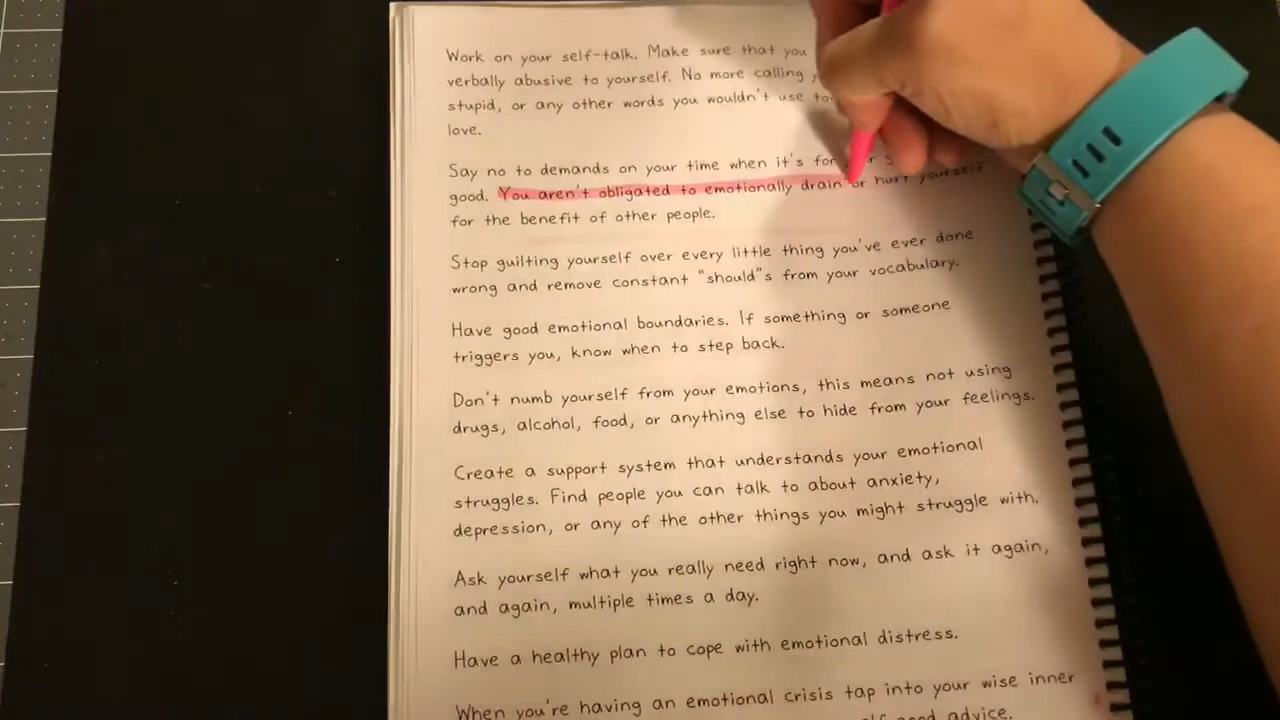 Work on your self-talk. Make sure that you
verbally abusive to yourself. No more calling
stupid, or any other words you wouldn't use
love.
Say no to demands on your time when it's for
good. You aren't obligated to emotionally drain or hurt yourself
for the benefit of other people.
Stop guilting yourself over every little thing you've ever done
wrong and remove constant "should"s from your vocabulary.
Have good emotional boundaries. If something or someone
triggers you, know when to step back.
Don't numb yourself from your emotions, this means not using
drugs, alcohol, food, or anything else to hide from your feelings.
Create a support system that understands your emotional
struggles. Find people you can talk to about anxiety,
depression, or any of the other things you might struggle with.
Ask yourself what you really need right now, and ask it again,
and again, multiple times a day.
Have a healthy plan to cope with emotional distress.
When you're having an emotional crisis tap into your wise inner
good advice.